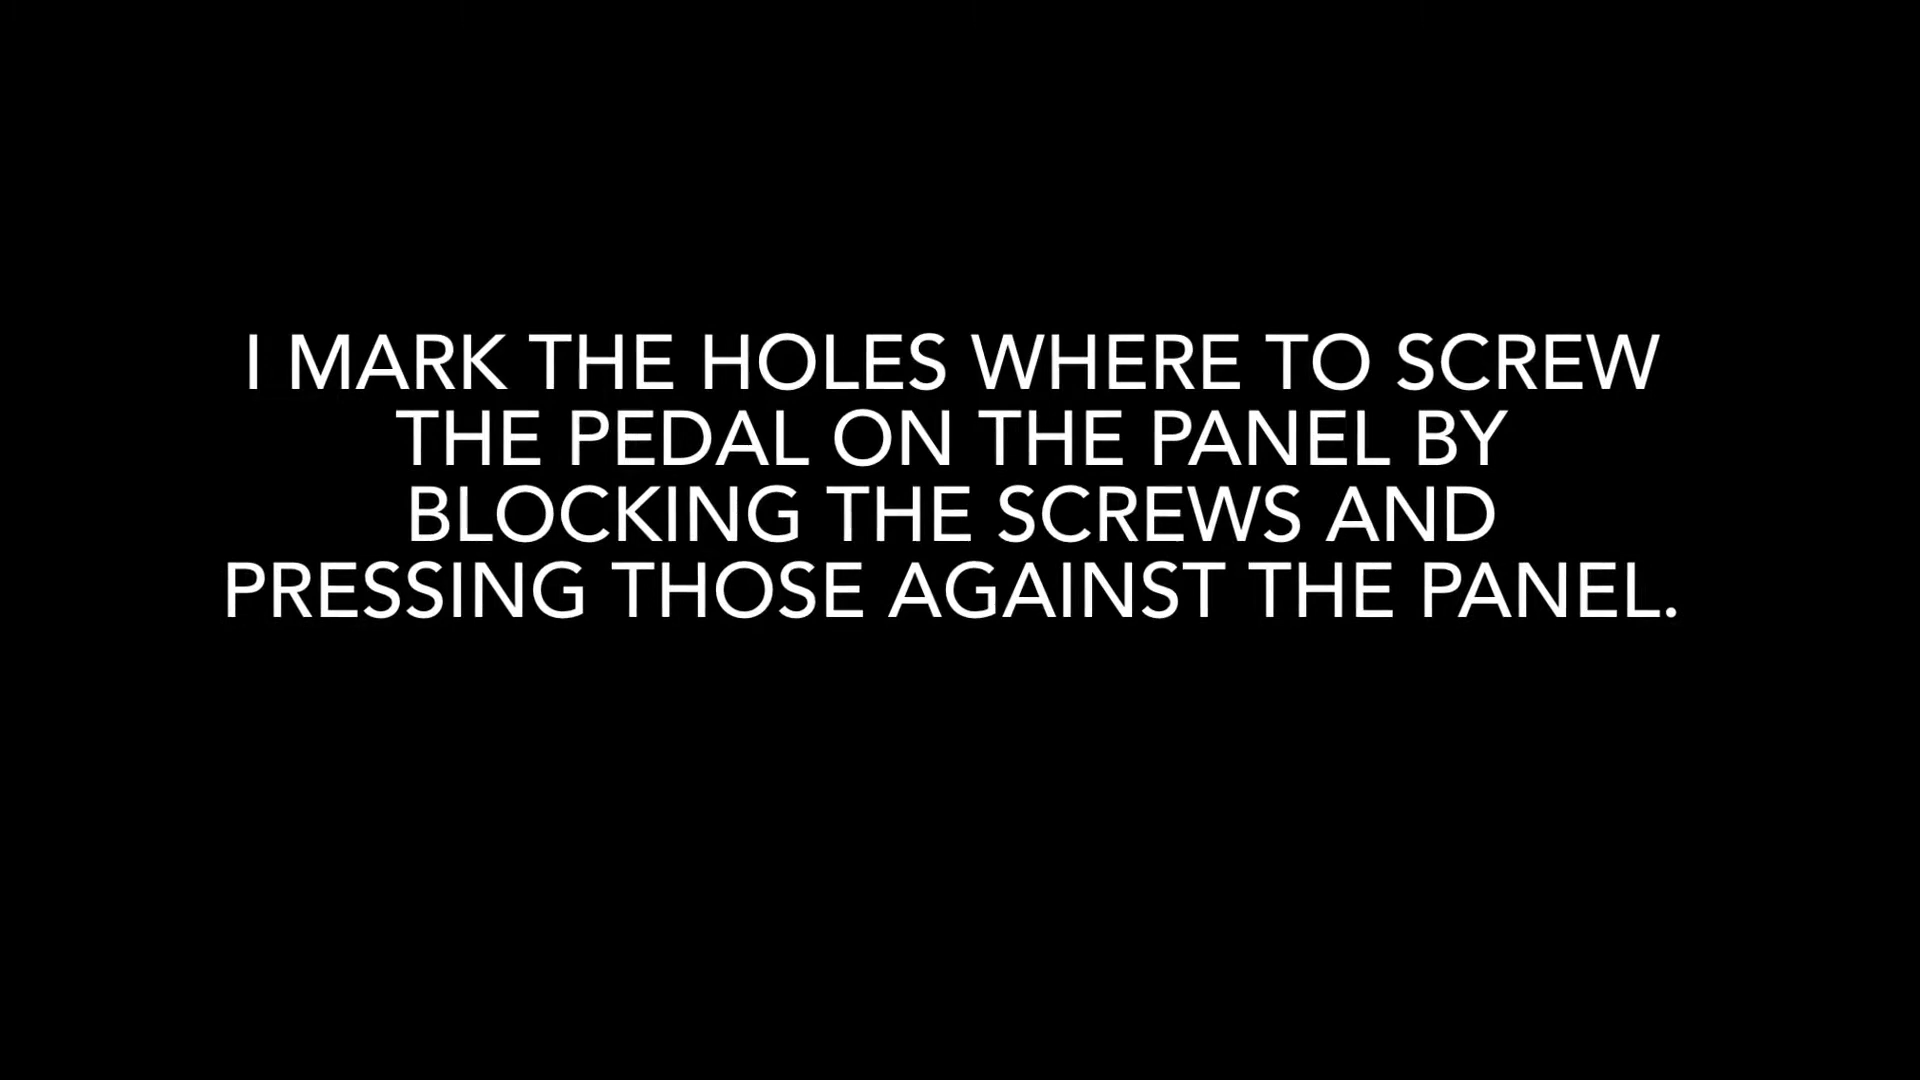 I MARK THE HOLES WHERE TO SCREW
THE PEDAL ON THE PANEL BY
BLOCKING THE SCREWS AND
PRESSING THOSE AGAINST THE PANEL.